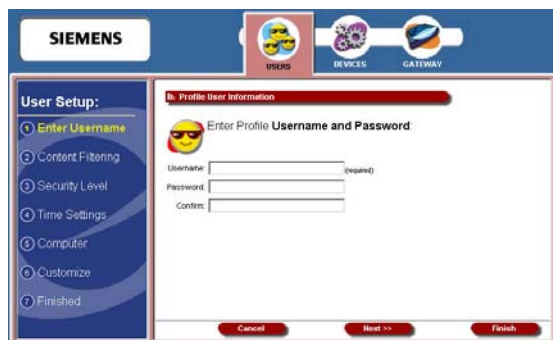 SIEMENS
USERS
DEVICES
GATEWAY
User Setup:
1 Enter Username
2 Content Filtering
3 Security Level
4 Time Settings
5 Computer
6 Customize
7 Finished
Profile User Information
Enter Profile Username and Password:
Username: (required)
Password:
Confirm:
Cancel
Next >>
Finish